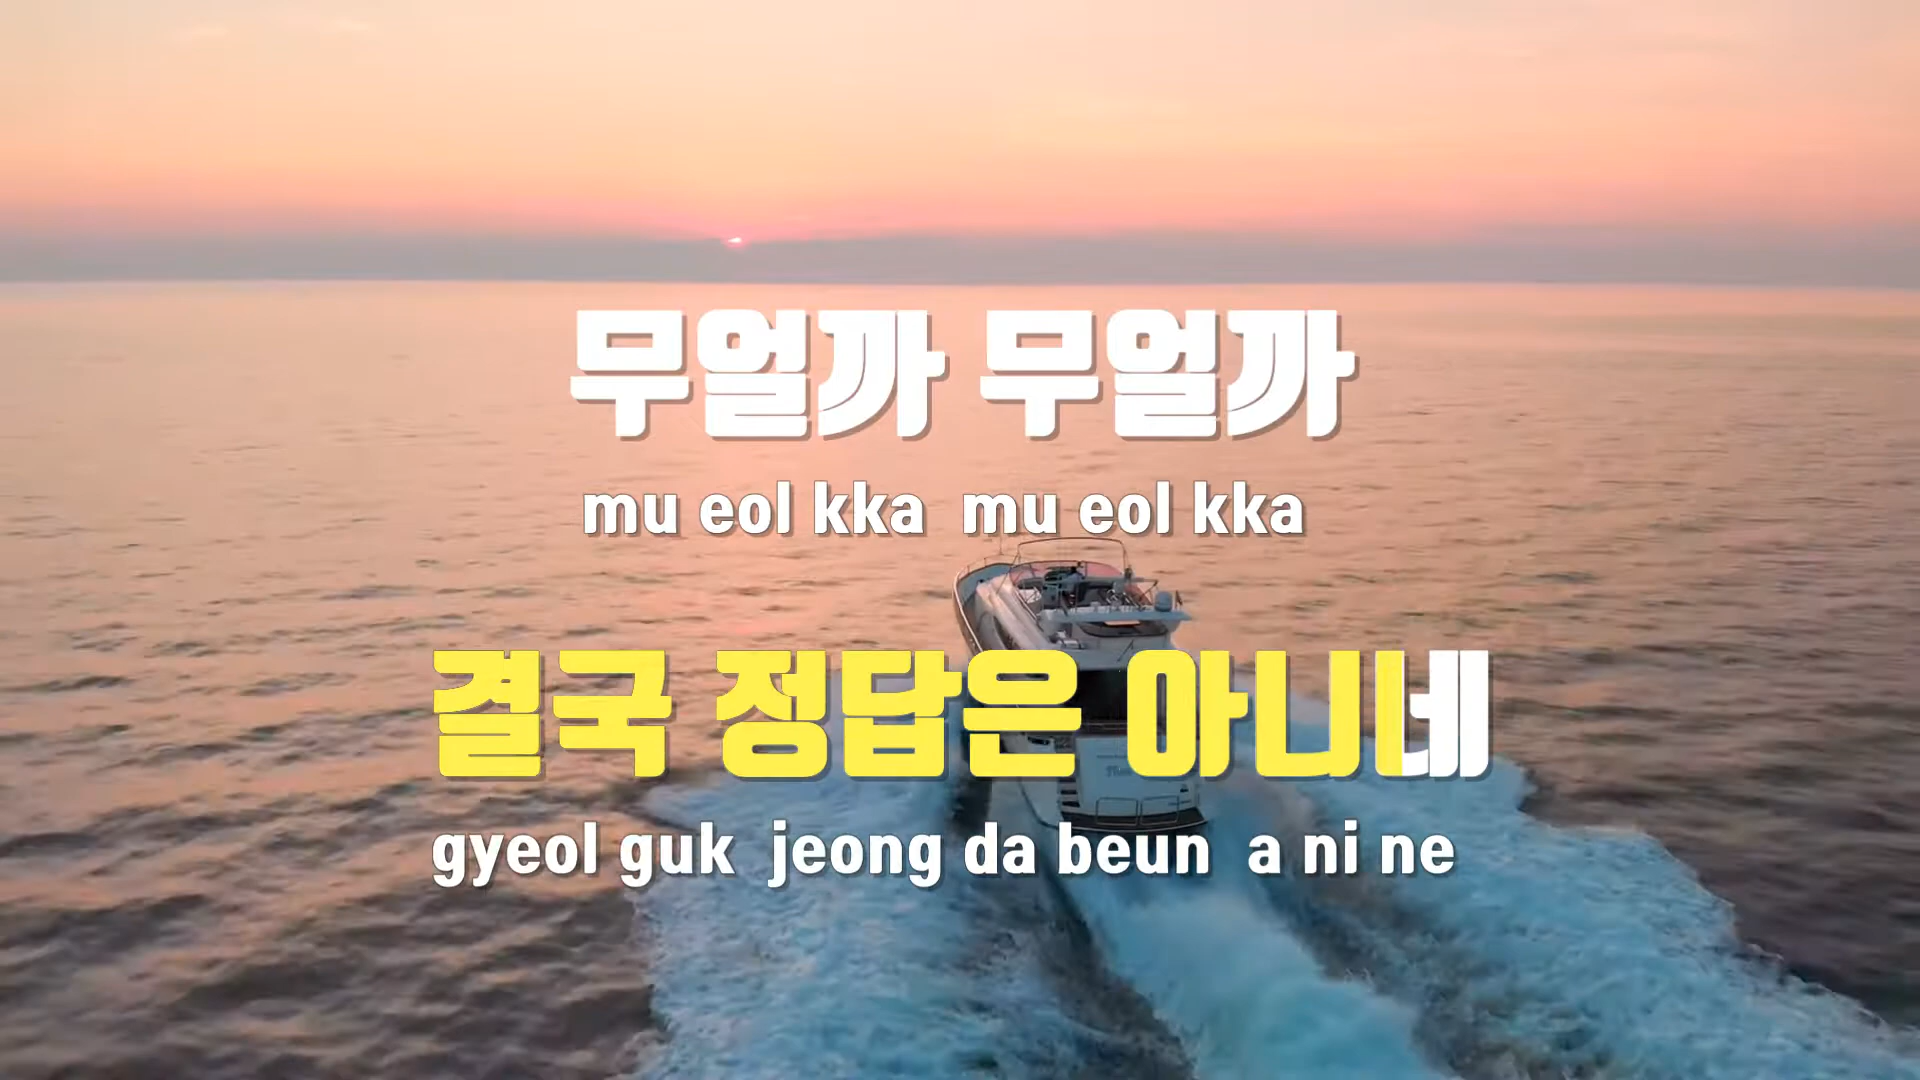 무얼까 무얼까
mu eol kka mu eol kka
결국 정답은 아니네
gyeol guk jeong da beun a ni ne